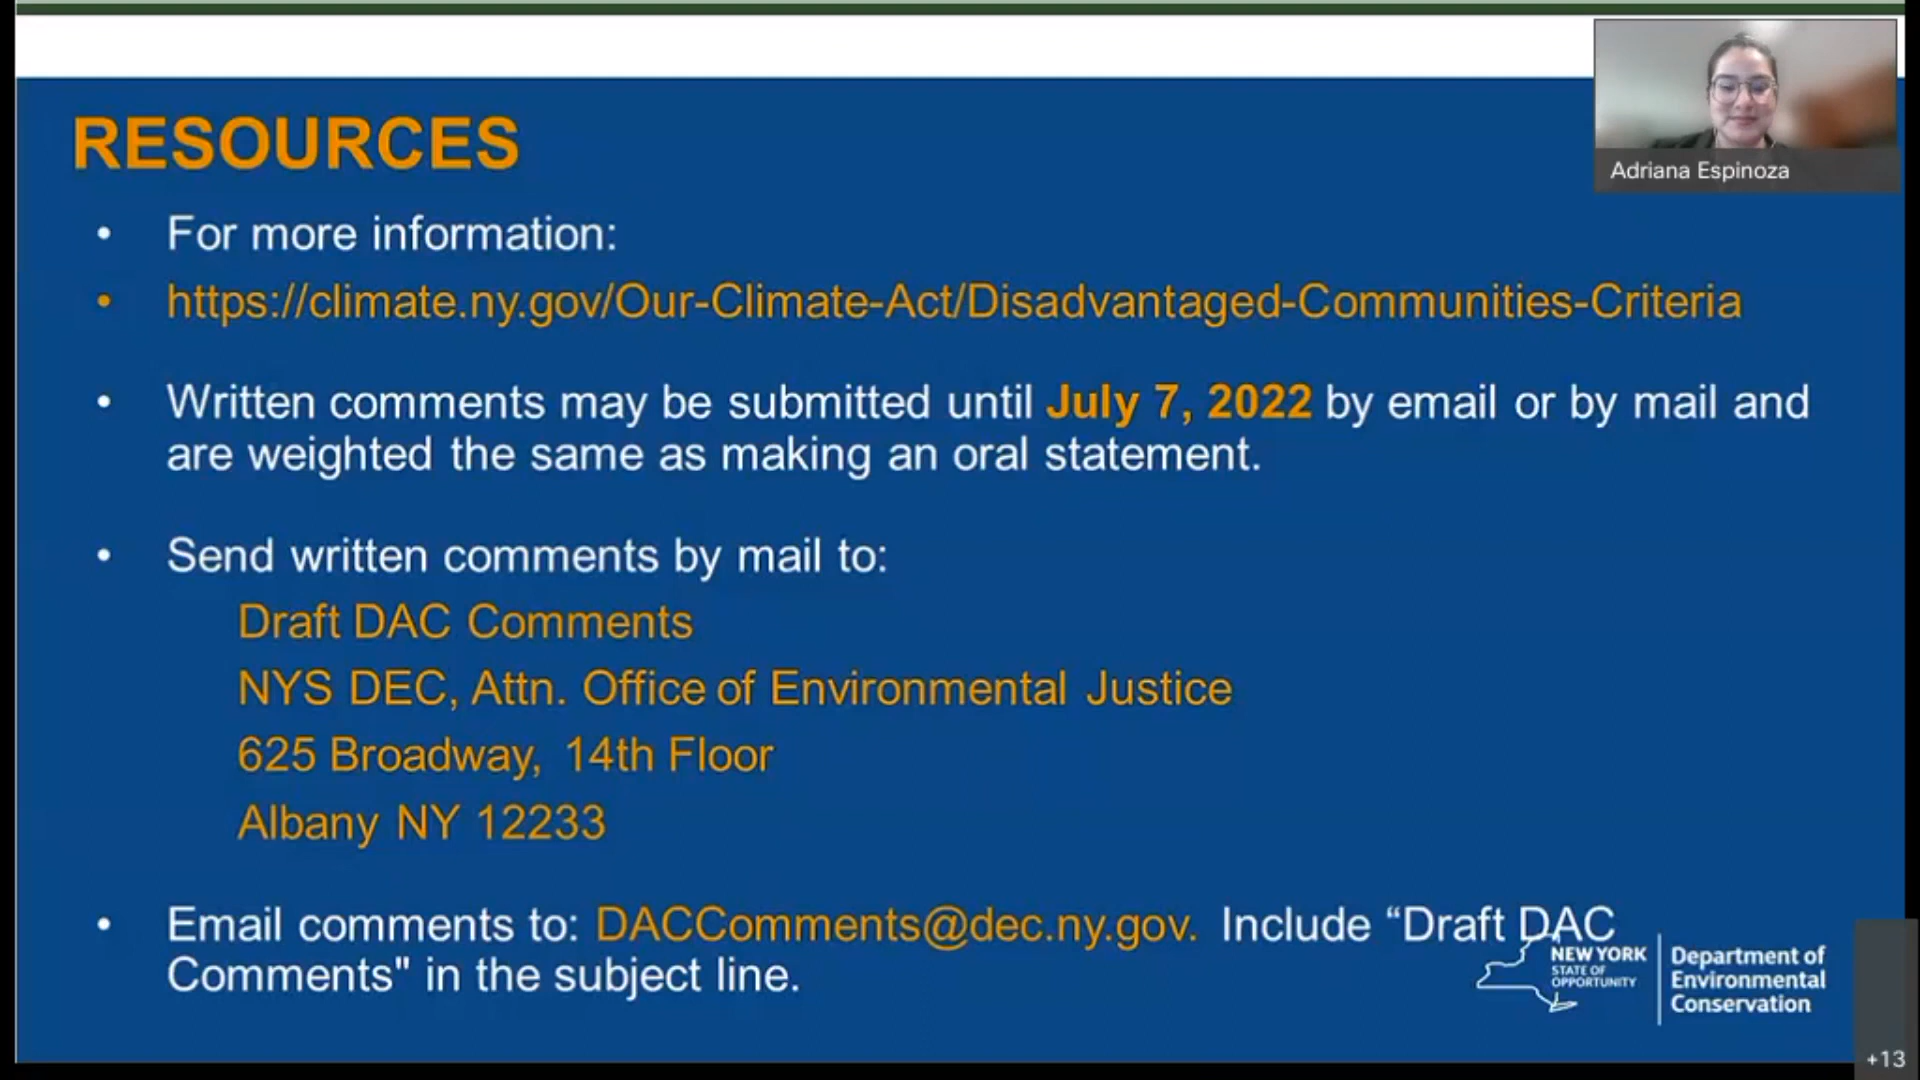 RESOURCES
Adriana Espinoza
• For more information:
• https://climate.ny.gov/Our-Climate-Act/Disadvantaged-Communities-Criteria
• Written comments may be submitted until July 7, 2022 by email or by mail and
are weighted the same as making an oral statement.
• Send written comments by mail to:
Draft DAC Comments
NYS DEC, Attn. Office of Environmental Justice
625 Broadway, 14th Floor
Albany NY 12233
• Email comments to: DACComments@dec.ny.gov. Include “Draft DAC
Comments" in the subject line.
NEW YORK
STATE OF
OPPORTUNITY
Department of
Environmental
Conservation
+13